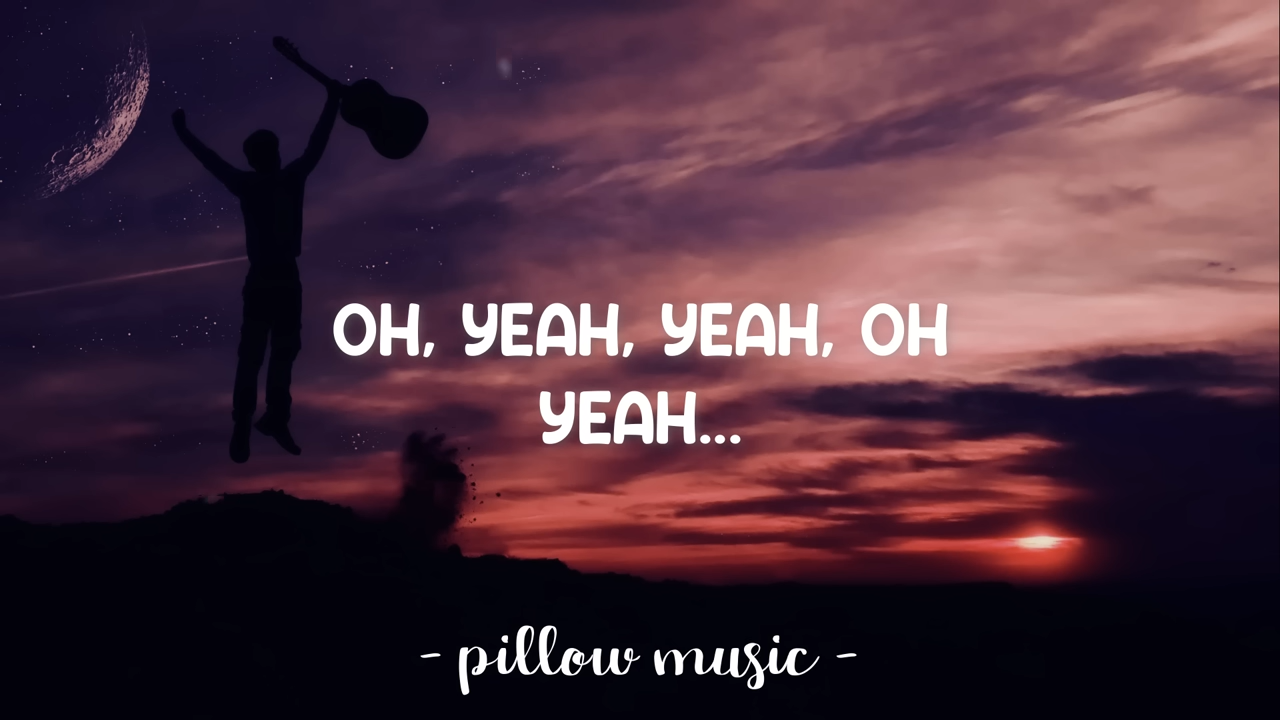 OH, YEAH, YEAH, OH
YEAH...
- pillow music -